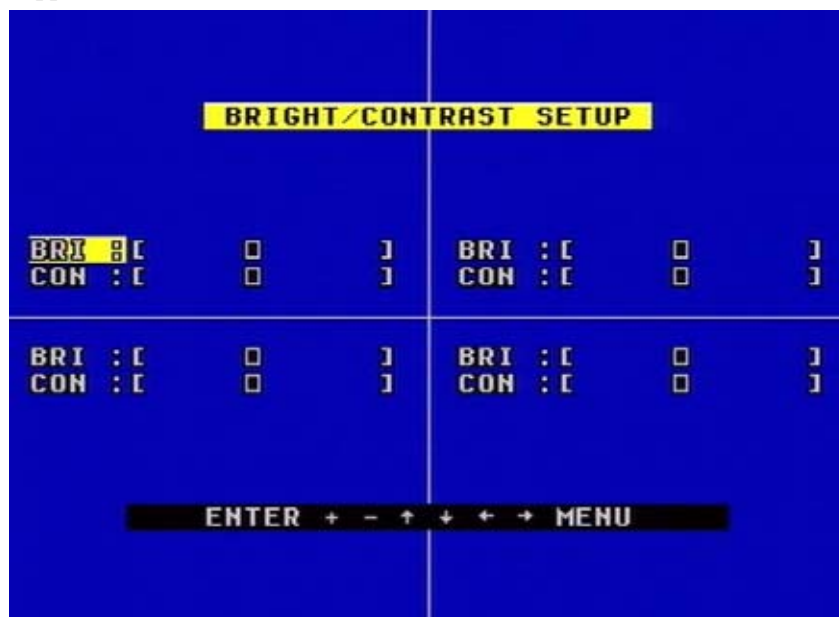 BRIGHT/CONTRAST SETUP
BRI :[ ▯ ] BRI :[ ▯ ]
CON :[ ▯ ] CON :[ ▯ ]
BRI :[ ▯ ] BRI :[ ▯ ]
CON :[ ▯ ] CON :[ ▯ ]
ENTER + - ↑ ↓ ← → MENU